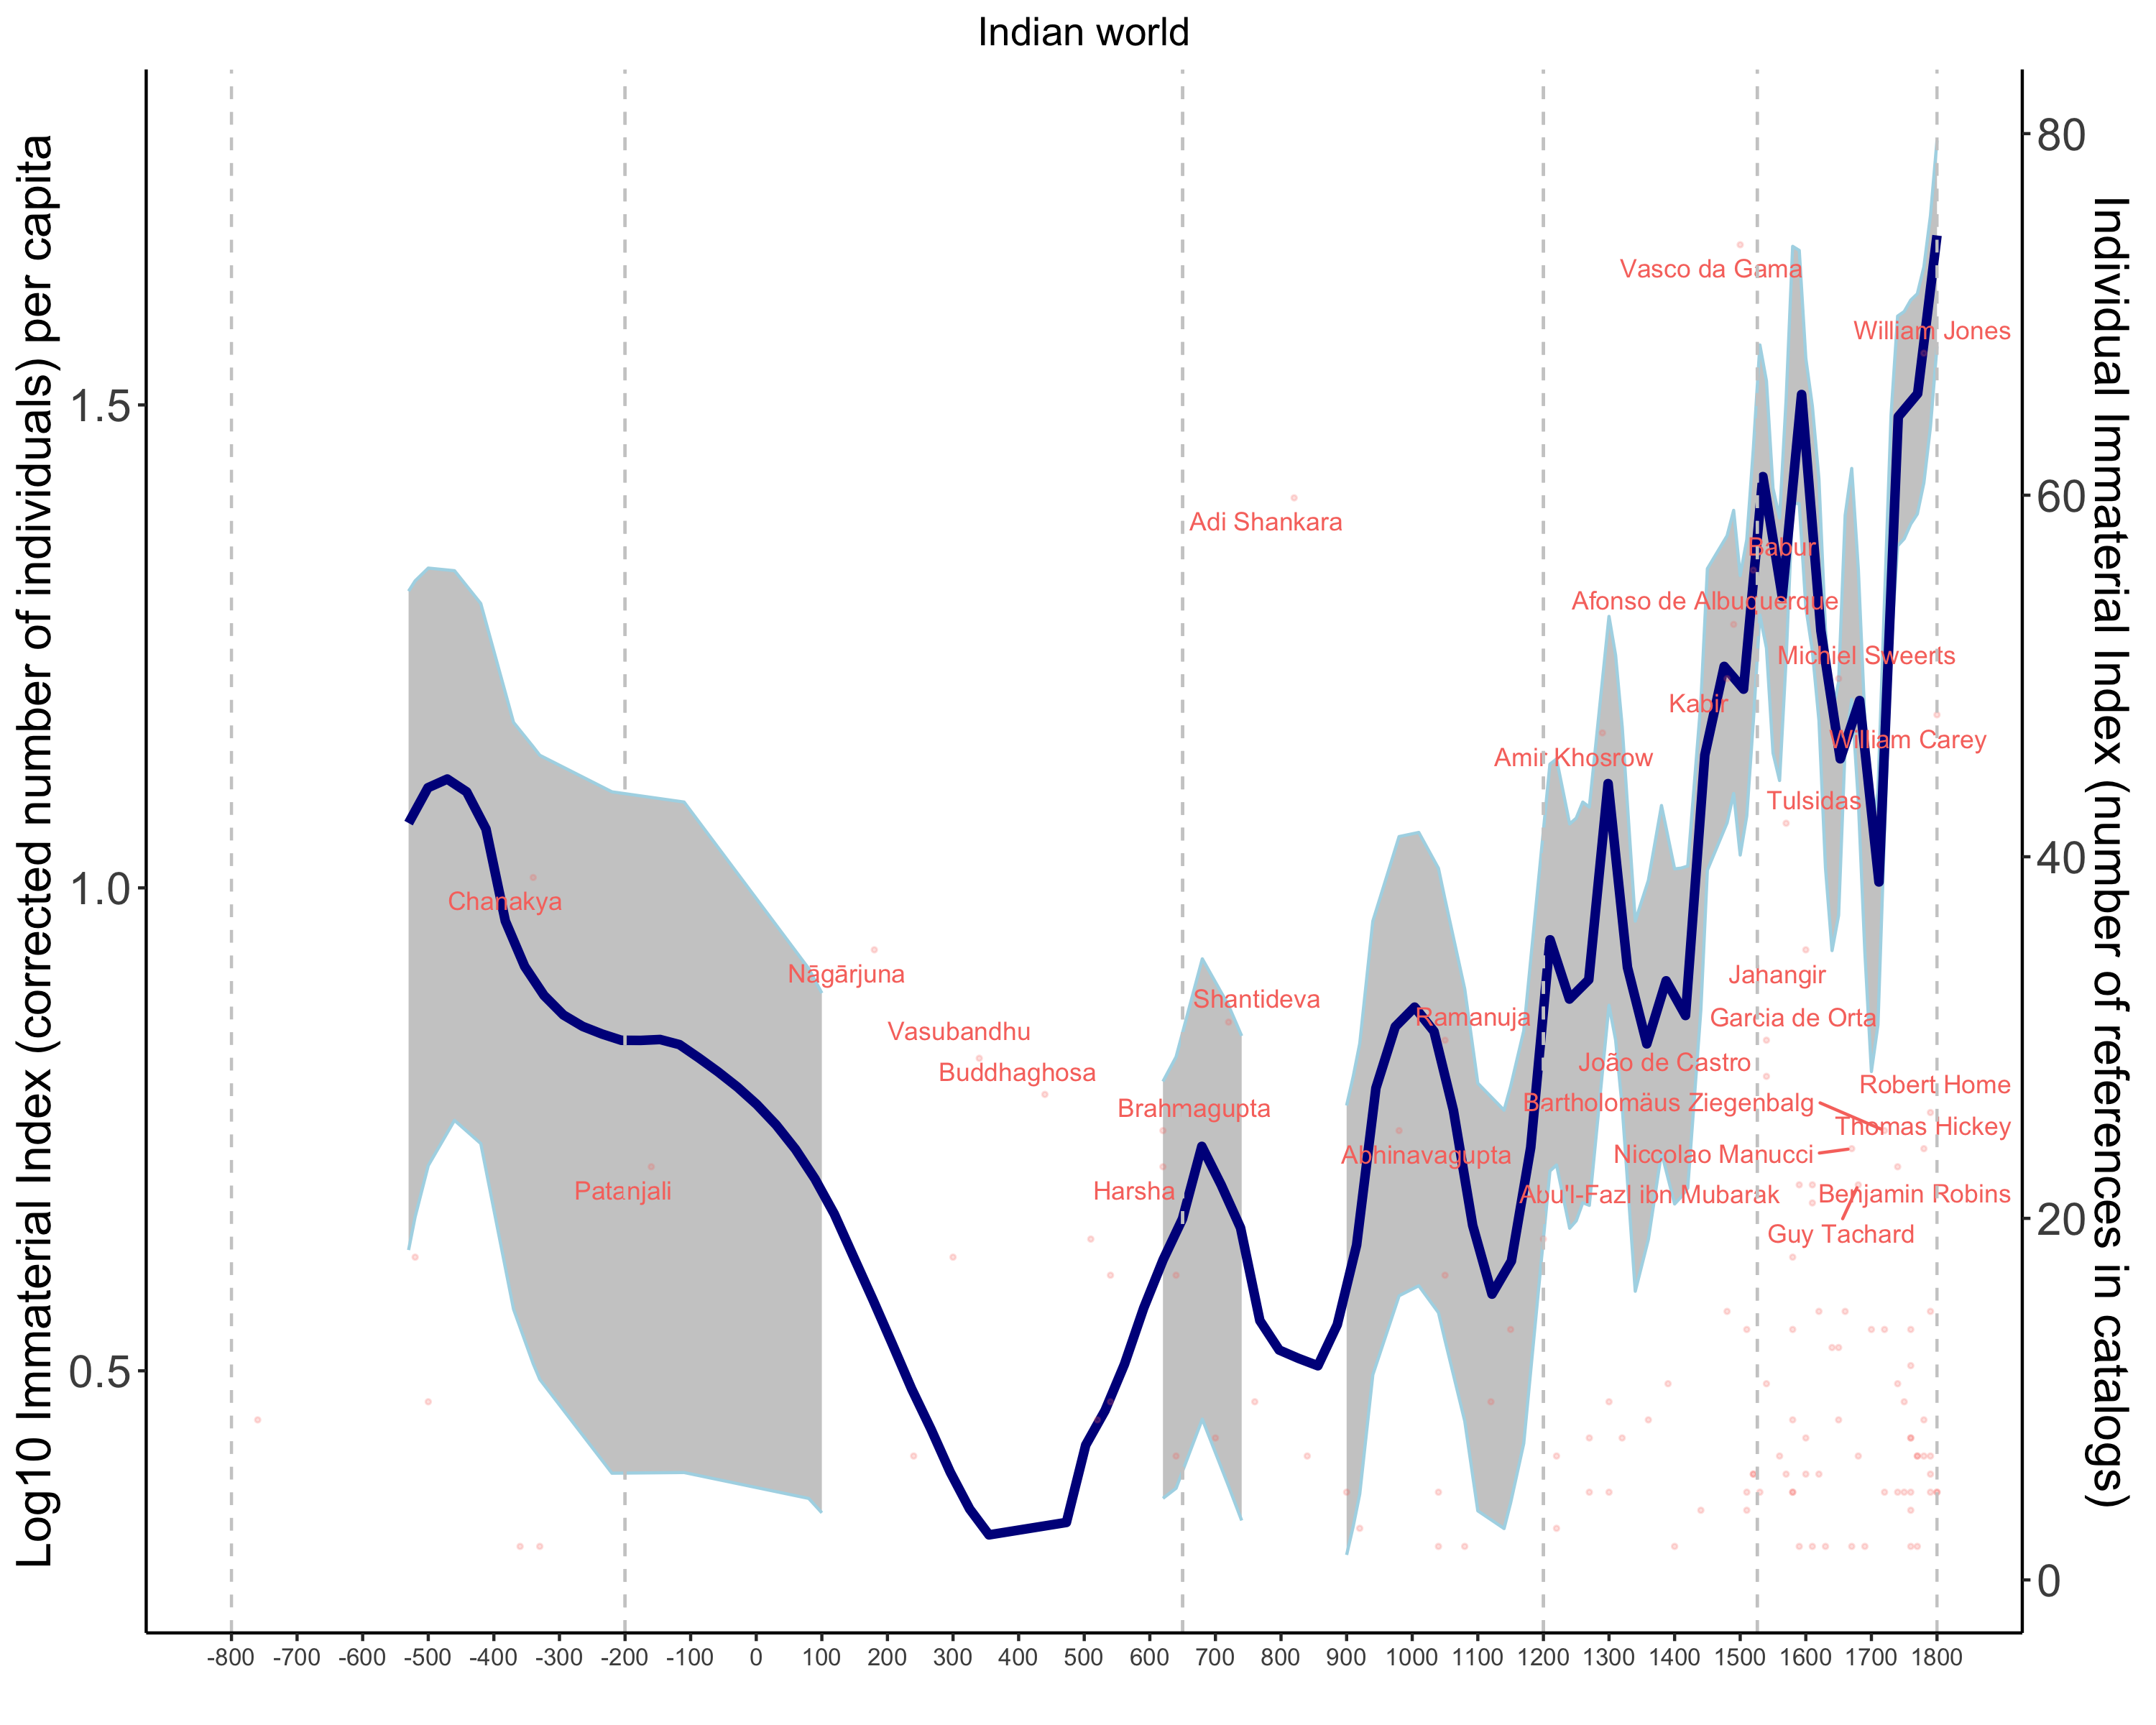 Indian world
Log10 Immaterial Index (corrected number of individuals) per capita
Individual Immaterial Index (number of references in catalogs)
80
Vasco da Gama
William Jones
1.5
60
Adi Shankara
Babur
Afonso de Albuquerque
Michiel Sweerts
Kabir
William Carey
Amir Khosrow
Tulsidas
40
1.0
Chanakya
Nāgārjuna
Jahangir
Shantideva
Ramanuja
Garcia de Orta
Vasubandhu
João de Castro
Buddhaghosa
Robert Home
Brahmagupta
Bartholomäus Ziegenbalg
Thomas Hickey
Abhinavagupta
Niccolao Manucci
Patanjali
Harsha
Abu'l-Fazl ibn Mubarak
Benjamin Robins
20
Guy Tachard
0.5
0
-800 -700 -600 -500 -400 -300 -200 -100 0 100 200 300 400 500 600 700 800 900 1000 1100 1200 1300 1400 1500 1600 1700 1800